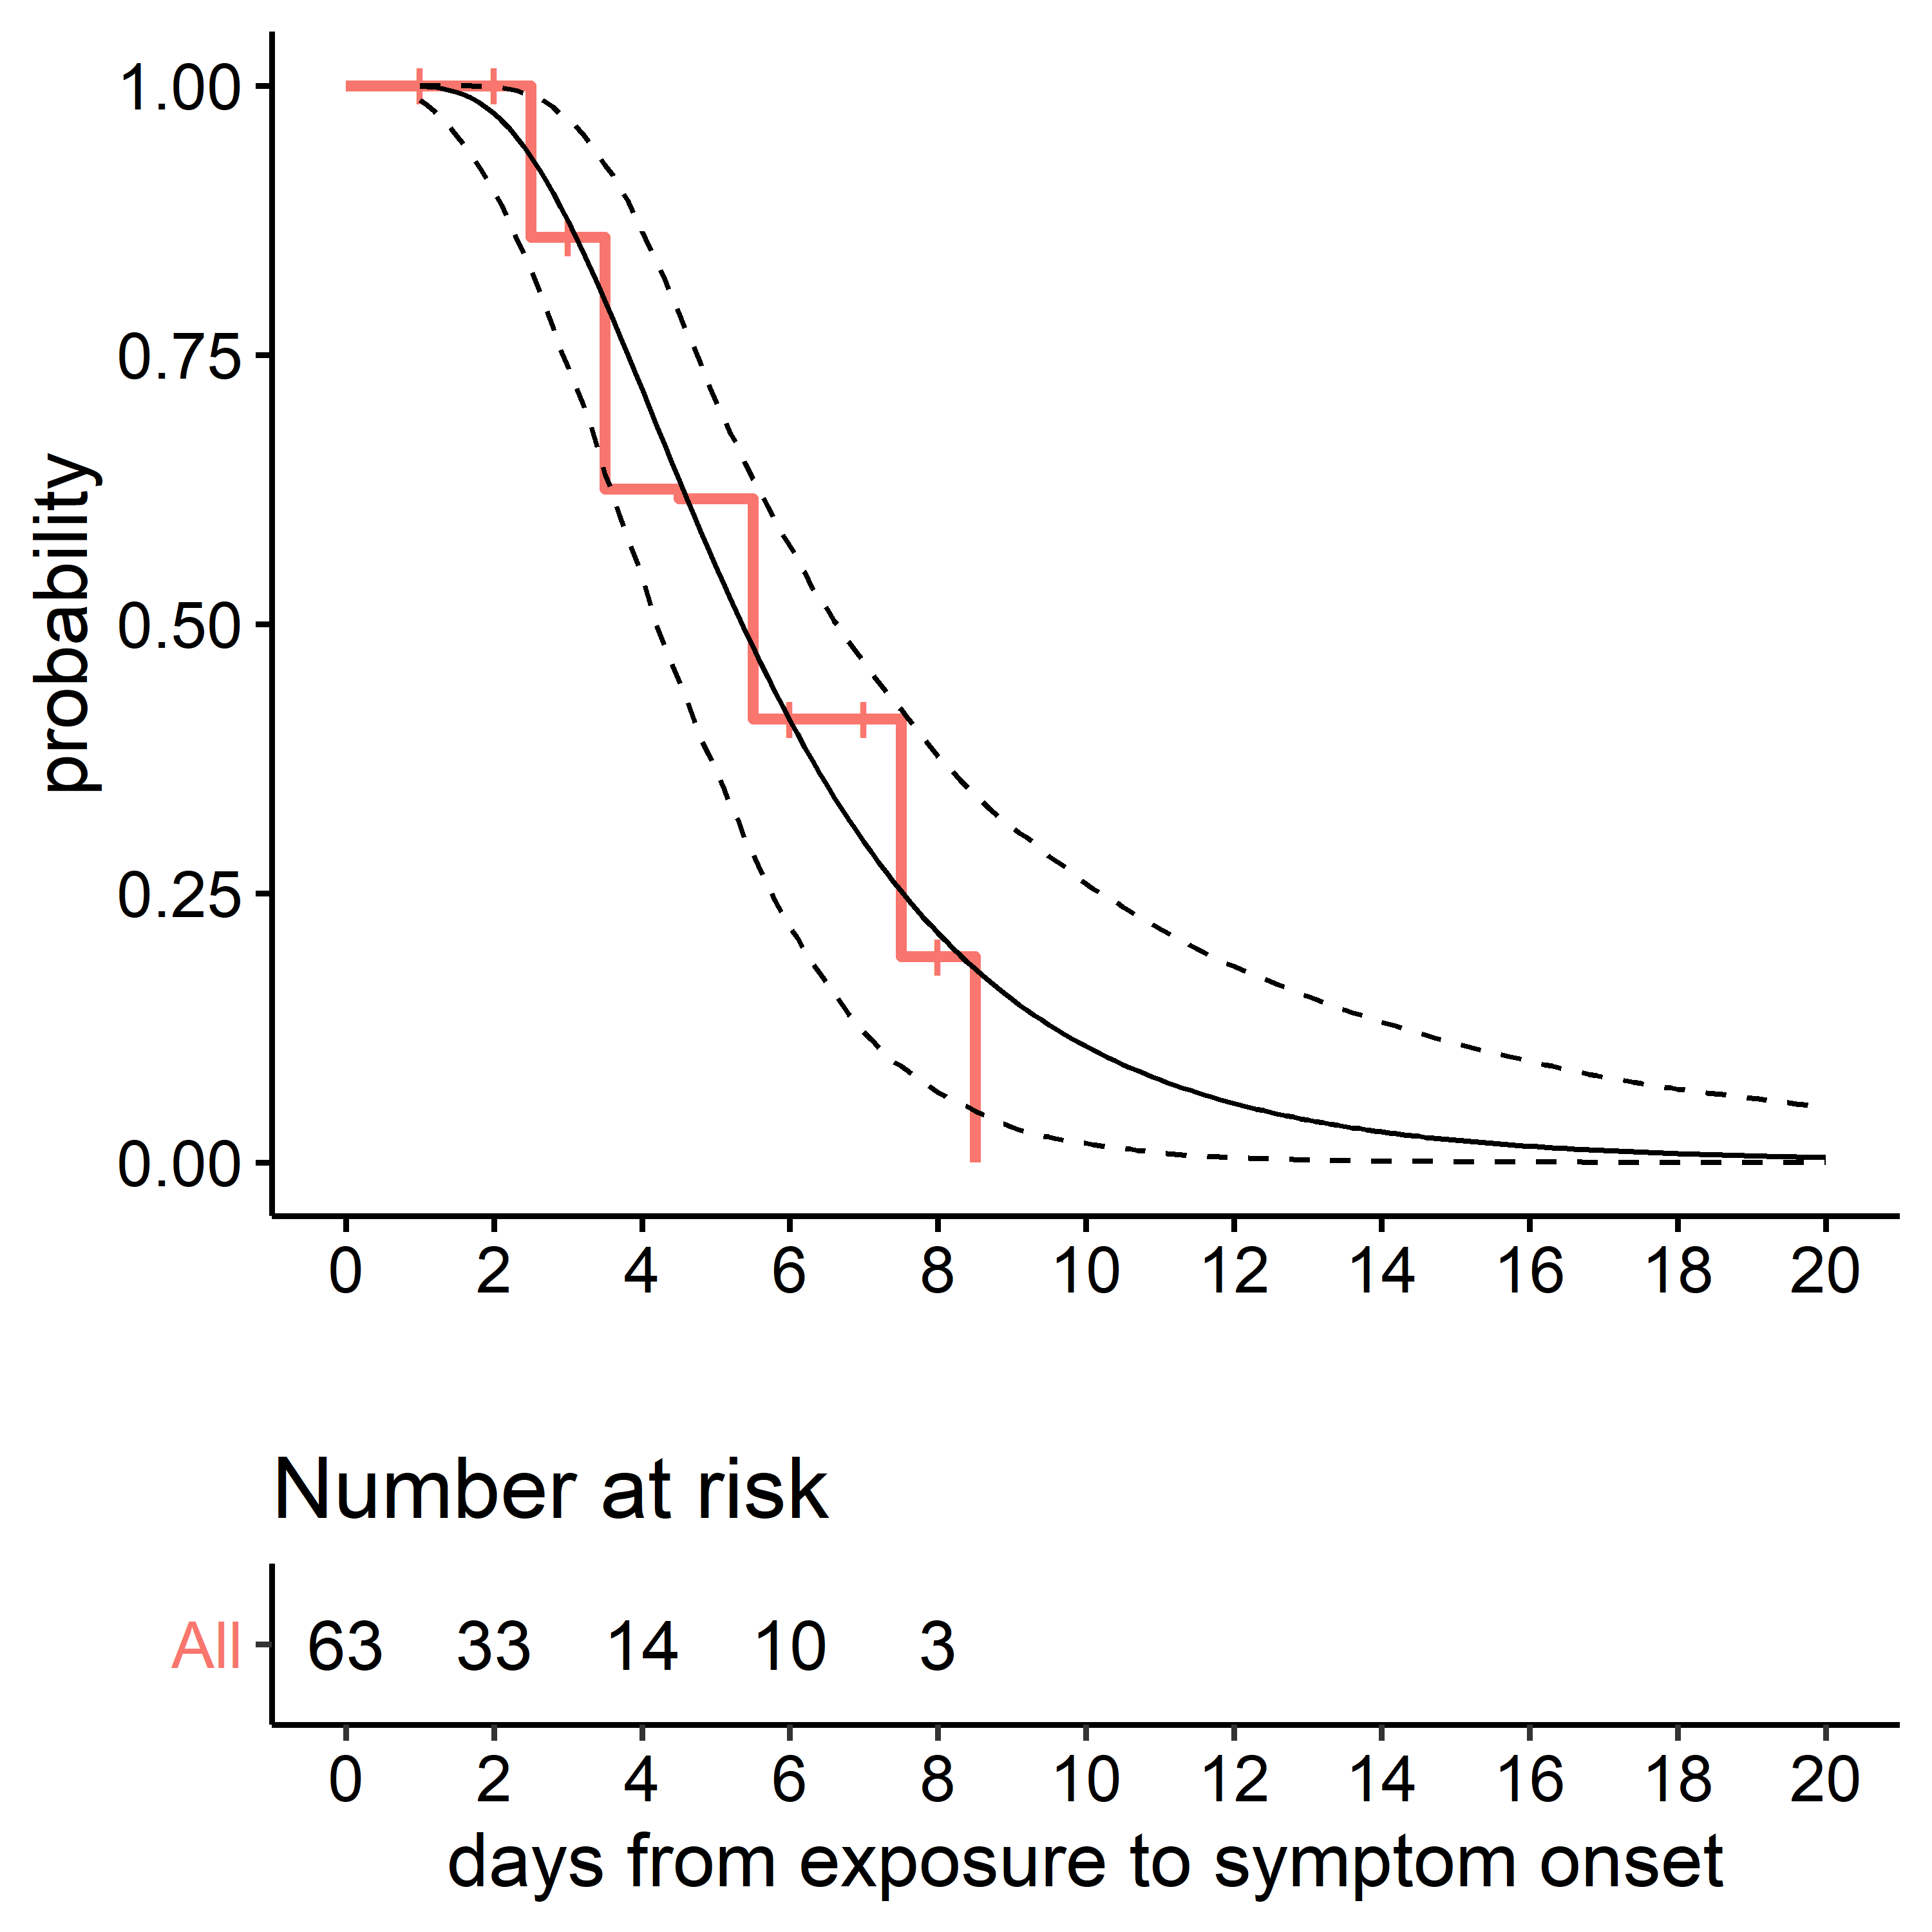 probability
1.00
0.75
0.50
0.25
0.00
0 2 4 6 8 10 12 14 16 18 20
Number at risk
All 63 33 14 10 3
0 2 4 6 8 10 12 14 16 18 20
days from exposure to symptom onset